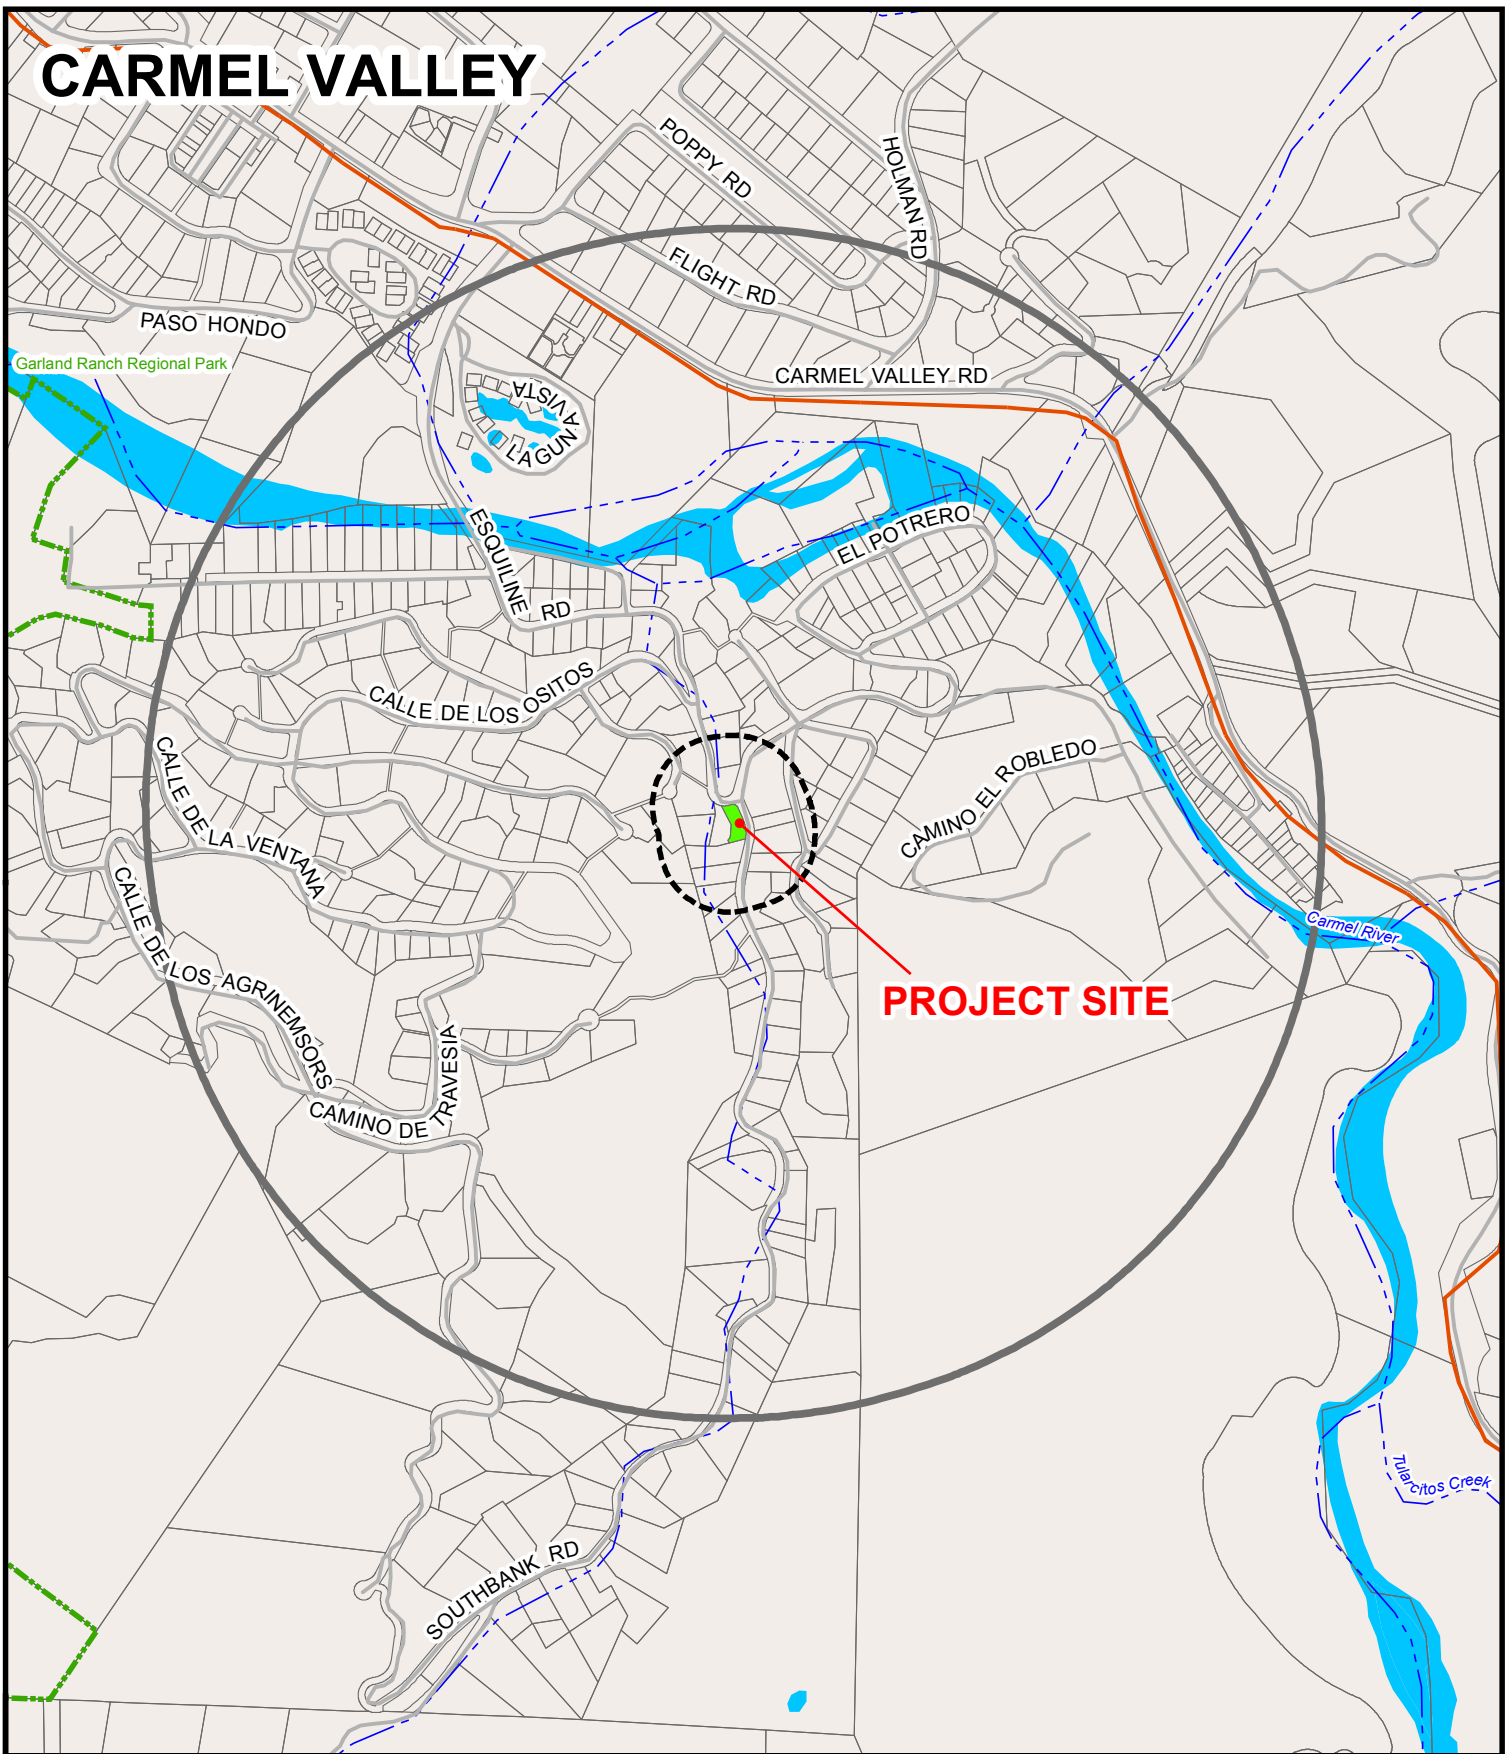 CARMEL VALLEY
POPPY RD
HOLMAN RD
FLIGHT RD
PASO HONDO
Garland Ranch Regional Park
CARMEL VALLEY RD
LAGUNA VISTA
ESQUILINE RD
EL POTRERO
CALLE DE LOS OSITOS
CALLE DE LA VENTANA
CAMINO EL ROBLEDO
CALLE DE LOS AGRINEMSORS
Carmel River
PROJECT SITE
CAMINO DE TRAVESIA
Tularcitos Creek
SOUTHBANK RD